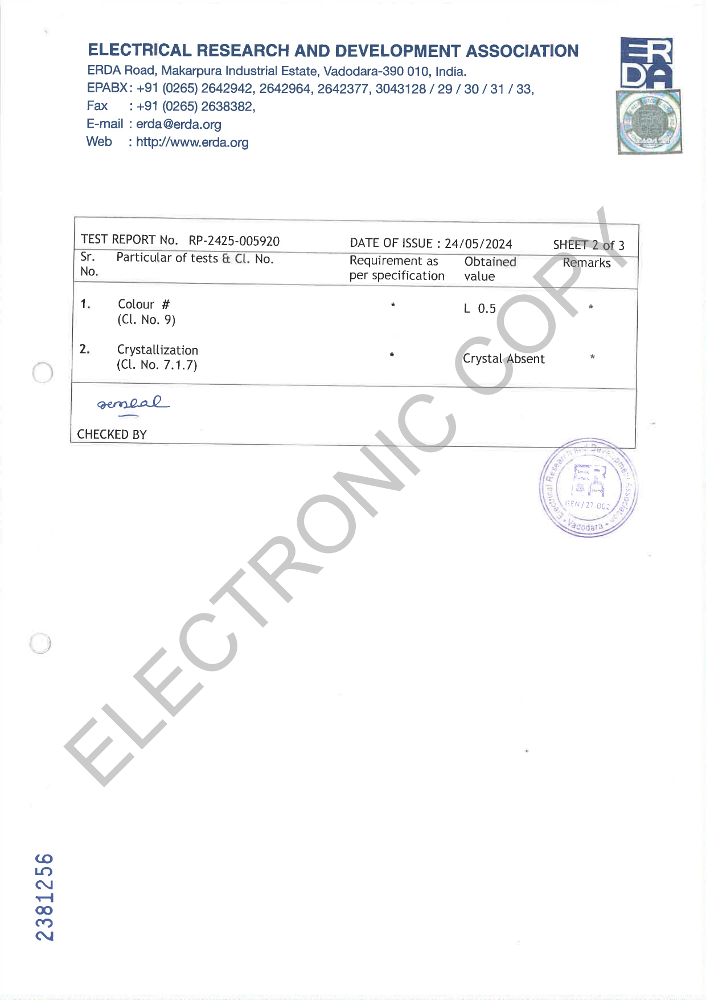 ELECTRICAL RESEARCH AND DEVELOPMENT ASSOCIATION
ERDA Road, Makarpura Industrial Estate, Vadodara-390 010, India.
EPABX : +91 (0265) 2642942, 2642964, 2642377, 3043128 / 29 / 30 / 31 / 33,
Fax : +91 (0265) 2638382,
E-mail : erda@erda.org
Web : http://www.erda.org
ERDA
TEST REPORT No. RP-2425-005920 DATE OF ISSUE : 24/05/2024 SHEET 2 of 3
Sr. No. Particular of tests & Cl. No. Requirement as per specification Obtained value Remarks
1. Colour # * L 0.5 *
(Cl. No. 9)
2. Crystallization * Crystal Absent *
(Cl. No. 7.1.7)
CHECKED BY
Electrical Research and Development Association
GEN/27 002
Vadodara
ELECTRONIC COPY
2381256